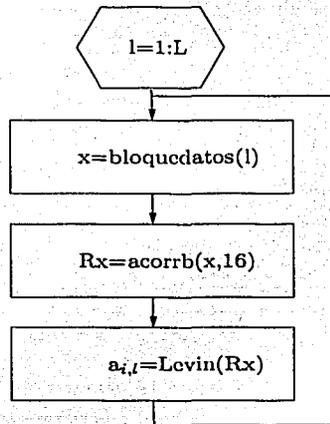 l=1:L
x=bloquedatos(l)
Rx=acorrb(x,16)
a_{i,l}=Levin(Rx)